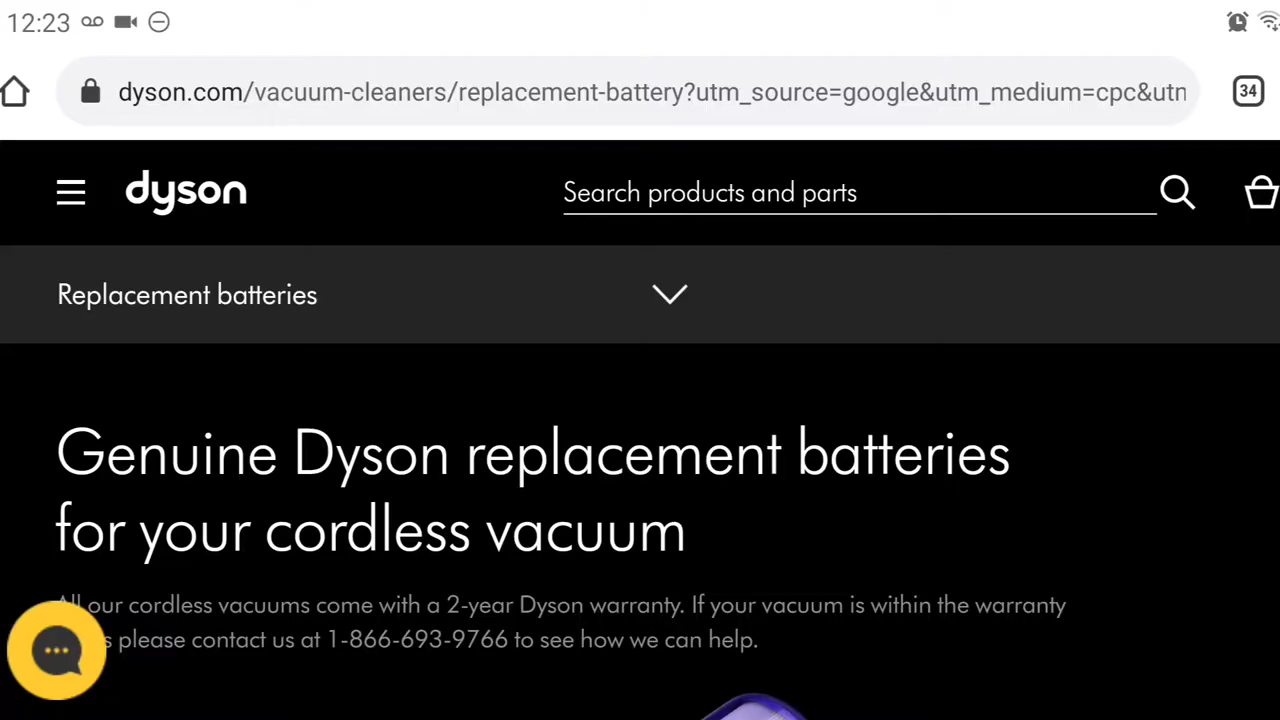 12:23
dyson.com/vacuum-cleaners/replacement-battery?utm_source=google&utm_medium=cpc&utn
34
dyson
Search products and parts
Replacement batteries
Genuine Dyson replacement batteries
for your cordless vacuum
All our cordless vacuums come with a 2-year Dyson warranty. If your vacuum is within the warranty
please contact us at 1-866-693-9766 to see how we can help.